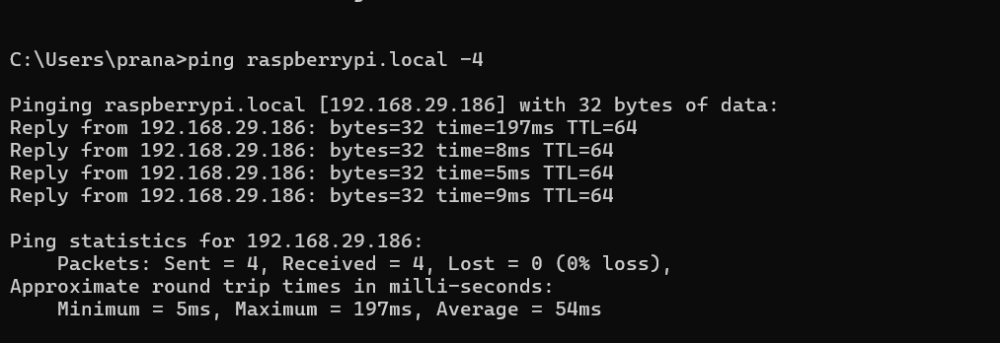 C:\Users\prana>ping raspberrypi.local -4
Pinging raspberrypi.local [192.168.29.186] with 32 bytes of data:
Reply from 192.168.29.186: bytes=32 time=197ms TTL=64
Reply from 192.168.29.186: bytes=32 time=8ms TTL=64
Reply from 192.168.29.186: bytes=32 time=5ms TTL=64
Reply from 192.168.29.186: bytes=32 time=9ms TTL=64
Ping statistics for 192.168.29.186:
    Packets: Sent = 4, Received = 4, Lost = 0 (0% loss),
Approximate round trip times in milli-seconds:
    Minimum = 5ms, Maximum = 197ms, Average = 54ms